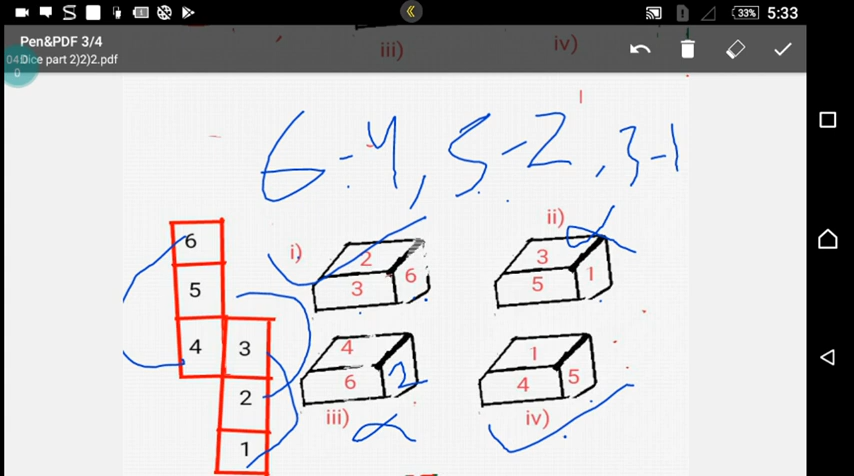 33% 5:33
Pen&PDF 3/4
Dice part 2)2)2.pdf
iii) iv)
6-4, 5-2, 3-1
6
5
4 3
2
1
i)
2
3 6
ii)
3
5 1
4
6 2
iii)
1
4 5
iv)